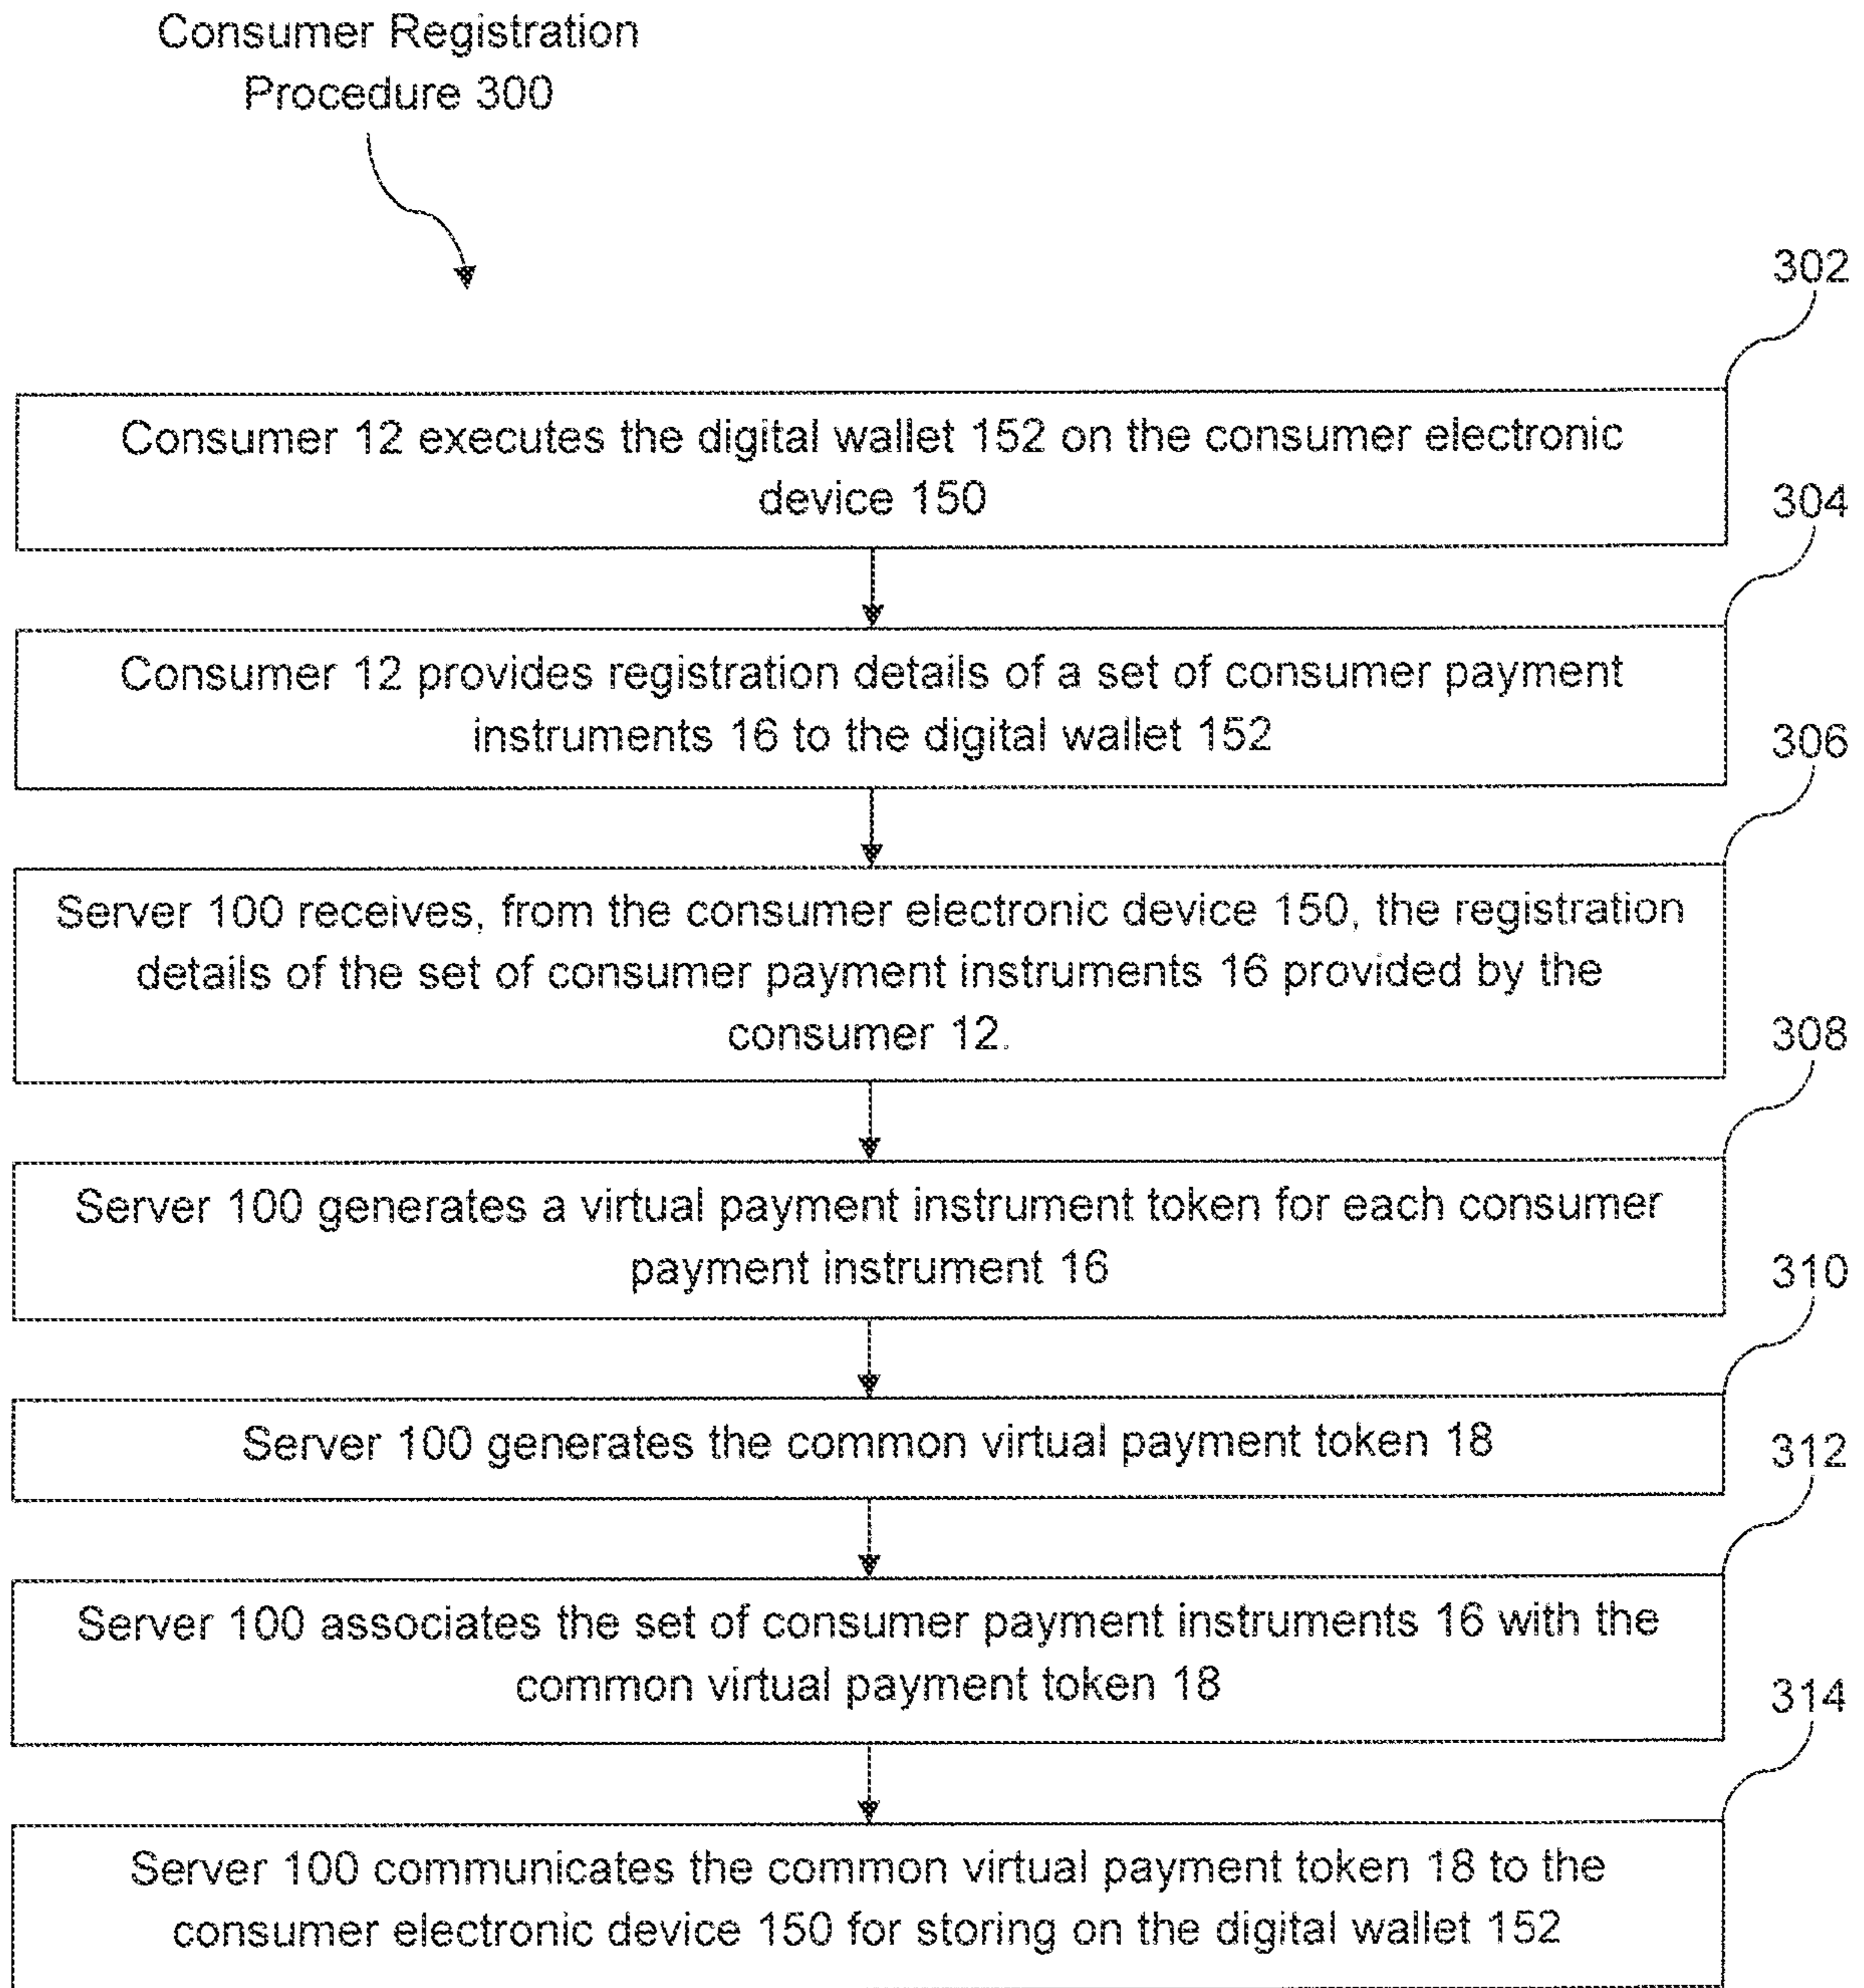 Consumer Registration
Procedure 300
302
Consumer 12 executes the digital wallet 152 on the consumer electronic
device 150
304
Consumer 12 provides registration details of a set of consumer payment
instruments 16 to the digital wallet 152
306
Server 100 receives, from the consumer electronic device 150, the registration
details of the set of consumer payment instruments 16 provided by the
consumer 12.
308
Server 100 generates a virtual payment instrument token for each consumer
payment instrument 16
310
Server 100 generates the common virtual payment token 18
312
Server 100 associates the set of consumer payment instruments 16 with the
common virtual payment token 18
314
Server 100 communicates the common virtual payment token 18 to the
consumer electronic device 150 for storing on the digital wallet 152